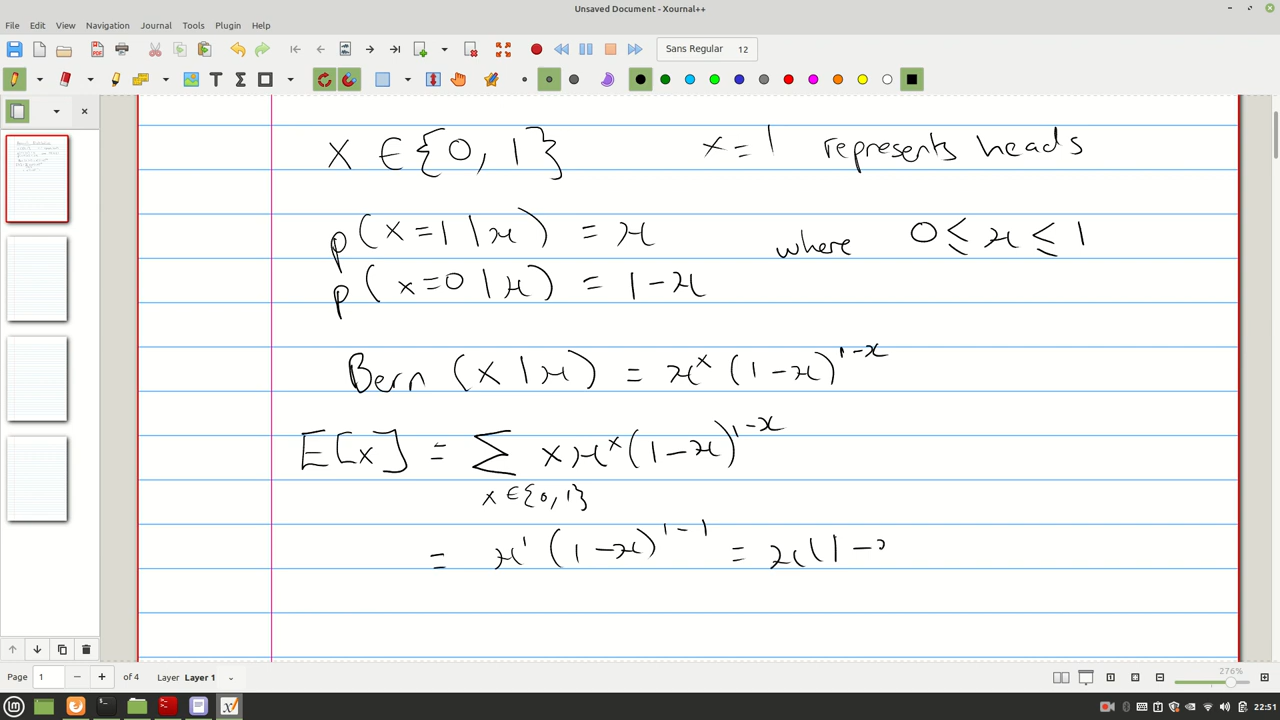 Unsaved Document - Xournal++
File Edit View Navigation Journal Tools Plugin Help
Sans Regular 12
x ∈ {0, 1} x = 1 represents heads
p(x = 1 | μ) = μ where 0 ≤ μ ≤ 1
p(x = 0 | μ) = 1 - μ
Bern (x | μ) = μ^x (1 - μ)^{1-x}
E[x] = ∑ x μ^x (1 - μ)^{1-x}
x ∈ {0, 1}
= μ^1 (1 - μ)^{1-1} = μ(1 -
Page 1 of 4 Layer Layer 1 276%
22:51